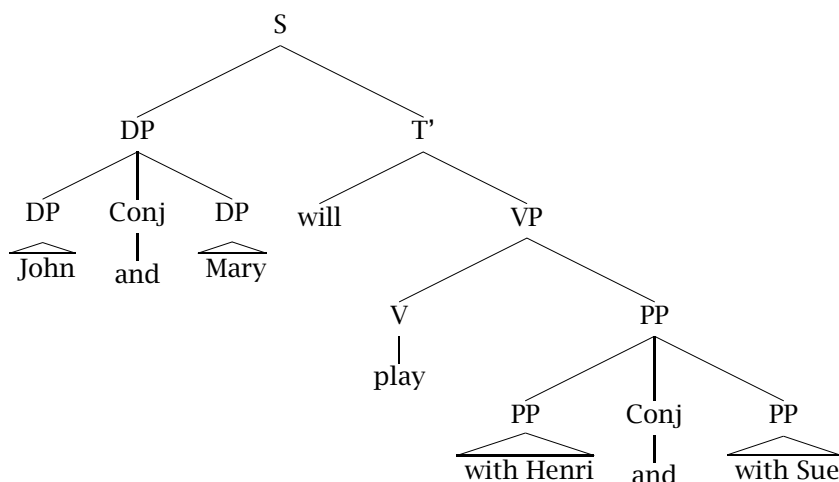 S
DP T’
DP Conj DP will VP
John and Mary
V PP
play
PP Conj PP
with Henri and with Sue